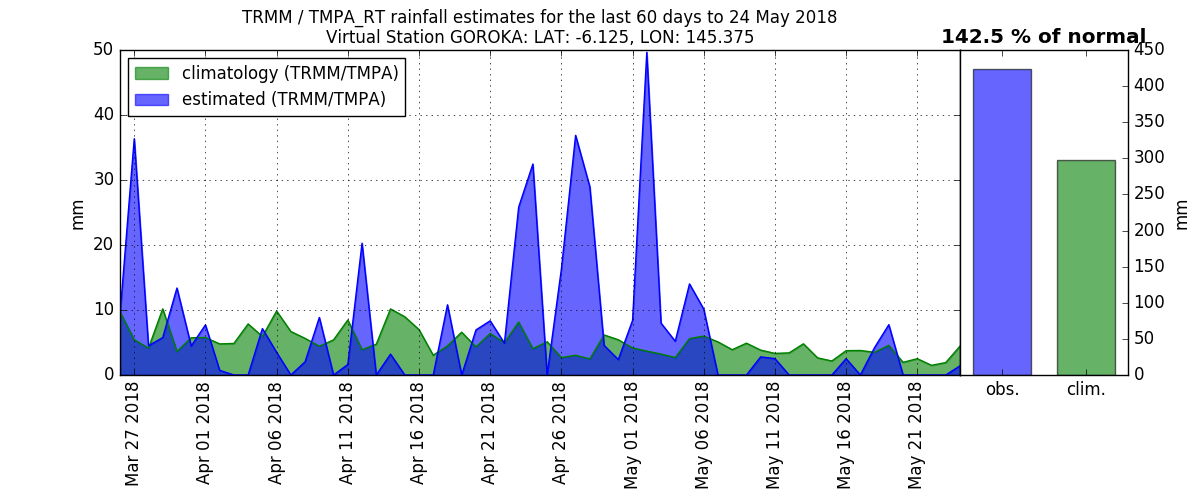 TRMM / TMPA_RT rainfall estimates for the last 60 days to 24 May 2018
Virtual Station GOROKA: LAT: -6.125, LON: 145.375
142.5 % of normal
climatology (TRMM/TMPA)
estimated (TRMM/TMPA)
50
40
30
20
10
0
mm
Mar 27 2018
Apr 01 2018
Apr 06 2018
Apr 11 2018
Apr 16 2018
Apr 21 2018
Apr 26 2018
May 01 2018
May 06 2018
May 11 2018
May 16 2018
May 21 2018
450
400
350
300
250
200
150
100
50
0
mm
obs.
clim.